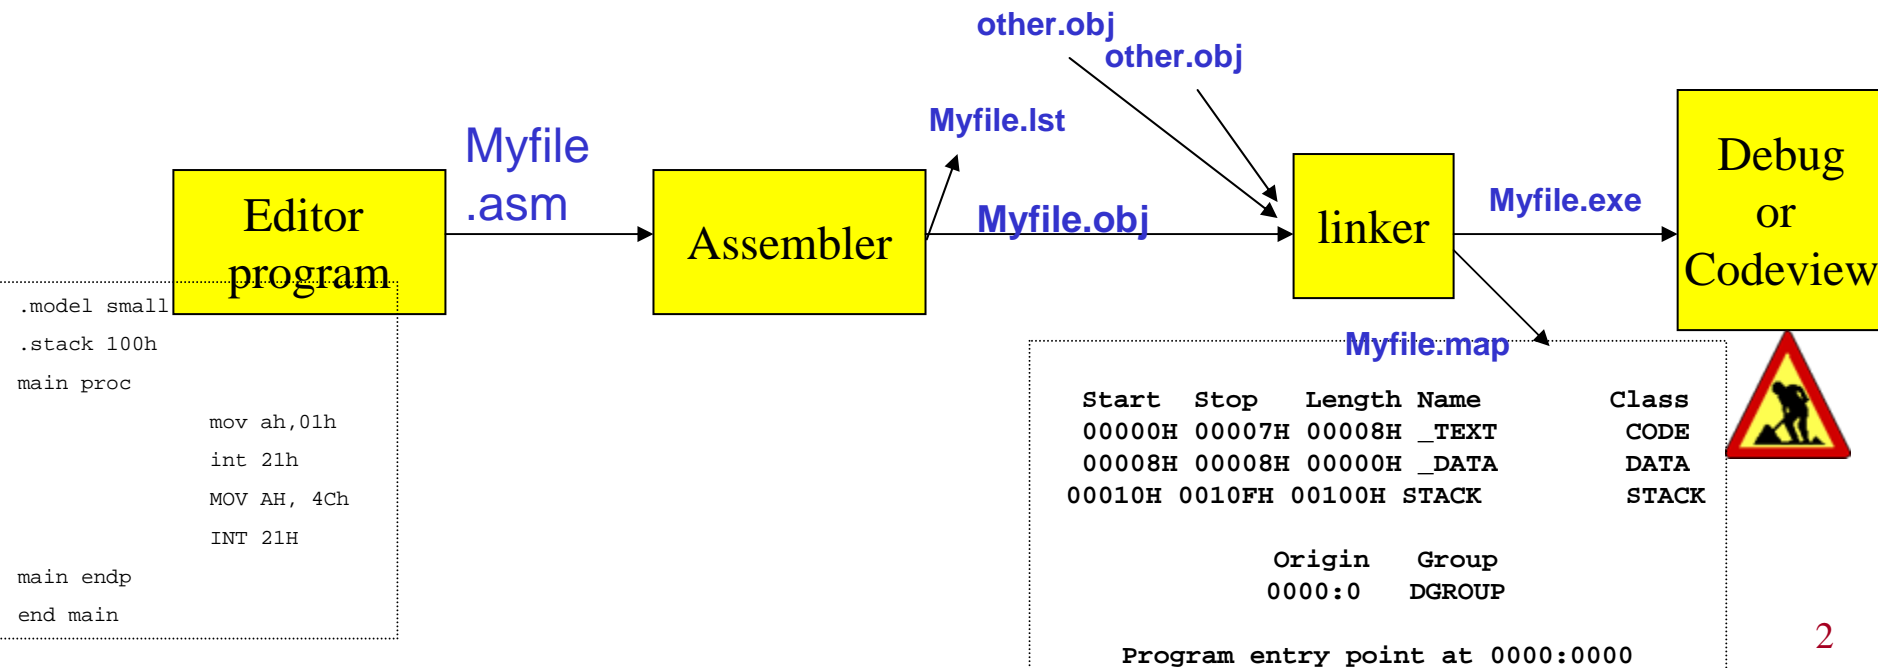 other.obj
other.obj
Myfile.lst
Myfile
.asm
Editor
program
Assembler
Myfile.obj
linker
Myfile.exe
Debug
or
Codeview
.model small
.stack 100h
main proc
mov ah,01h
int 21h
MOV AH, 4Ch
INT 21H
main endp
end main
Myfile.map
Start Stop Length Name Class
00000H 00007H 00008H _TEXT CODE
00008H 00008H 00000H _DATA DATA
00010H 0010FH 00100H STACK STACK
Origin Group
0000:0 DGROUP
Program entry point at 0000:0000
2